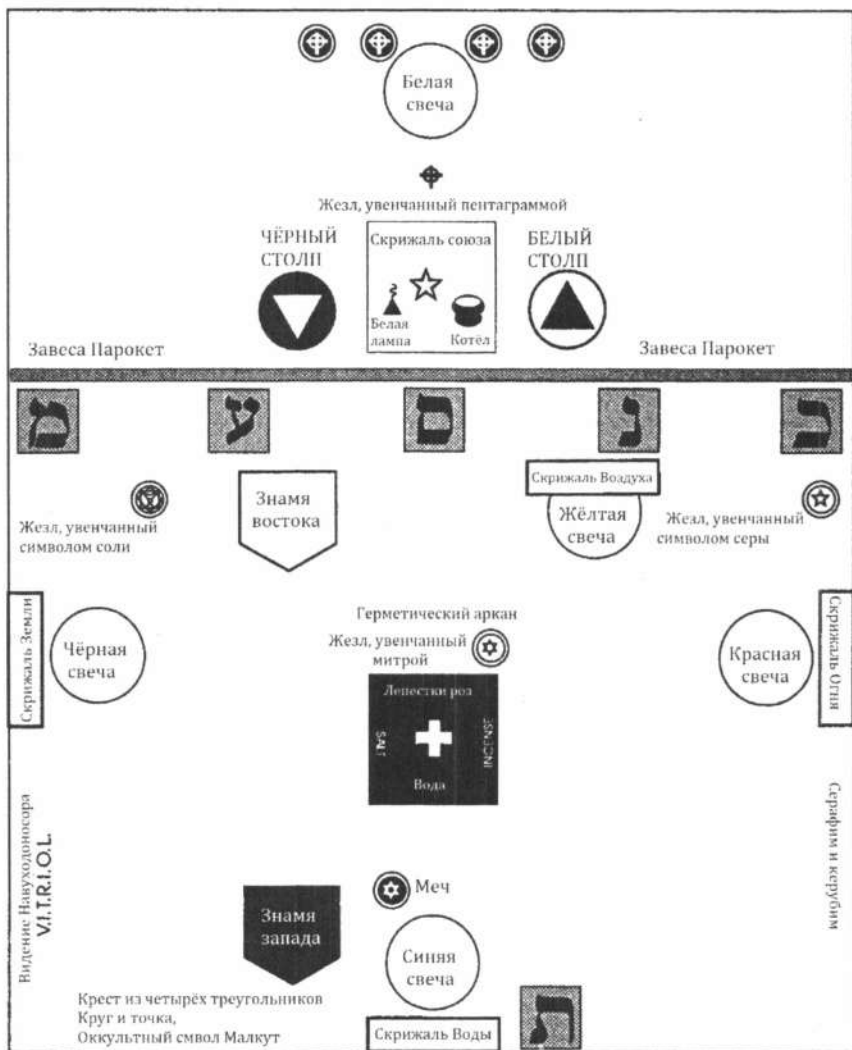 Белая
свеча
Жезл, увенчанный пентаграммой
ЧЁРНЫЙ
СТОЛП
Скрижаль союза
БЕЛЫЙ
СТОЛП
Белая
лампа
Котёл
Завеса Парокет
Завеса Парокет
מ
ע
ס
נ
כ
Жезл, увенчанный
символом соли
Знамя
востока
Скрижаль Воздуха
Жёлтая
свеча
Жезл, увенчанный
символом серы
Скрижаль Земли
Чёрная
свеча
Герметический аркан
Жезл, увенчанный
митрой
Лепестки роз
SALT
INCENSE
Вода
Красная
свеча
Скрижаль Огня
Видение Навуходоносора
V.I.T.R.I.O.L.
Серафим и керубим
Меч
Знамя
запада
Синяя
свеча
Крест из четырёх треугольников
Круг и точка,
Оккультный смвол Малкут
Скрижаль Воды
ת